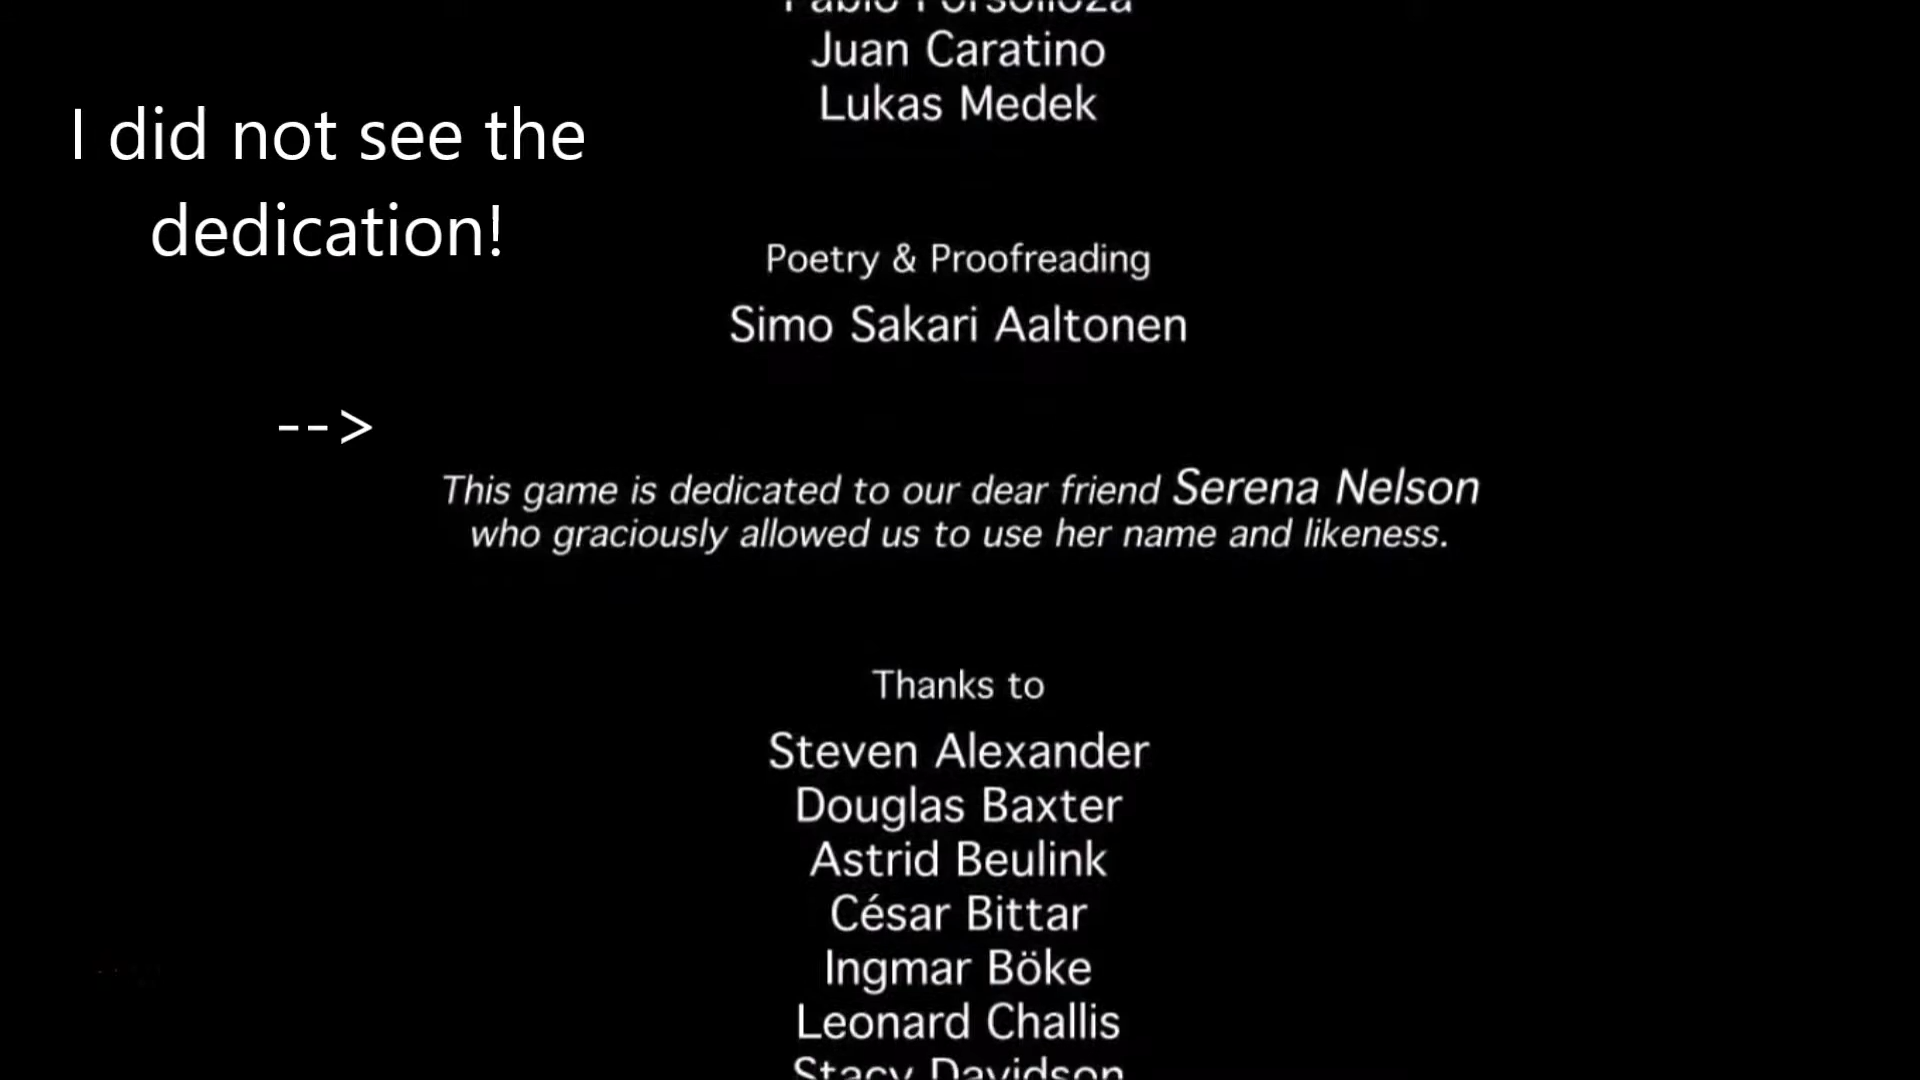 Juan Caratino
Lukas Medek
I did not see the
dedication!
Poetry & Proofreading
Simo Sakari Aaltonen
-->
This game is dedicated to our dear friend Serena Nelson
who graciously allowed us to use her name and likeness.
Thanks to
Steven Alexander
Douglas Baxter
Astrid Beulink
César Bittar
Ingmar Böke
Leonard Challis
Stacy Davidson